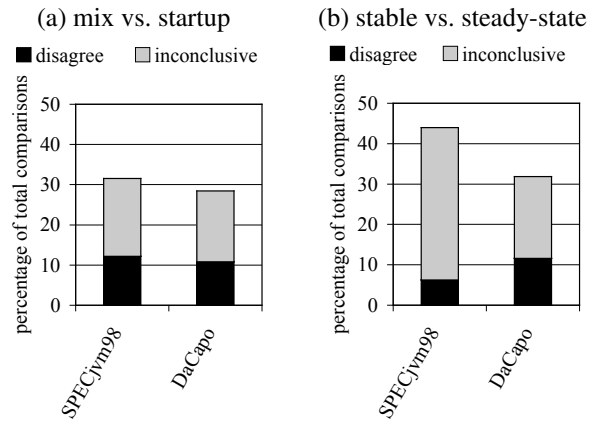 (a) mix vs. startup
disagree inconclusive
percentage of total comparisons
50
40
30
20
10
0
SPECjvm98
DaCapo
(b) stable vs. steady-state
disagree inconclusive
percentage of total comparisons
50
40
30
20
10
0
SPECjvm98
DaCapo